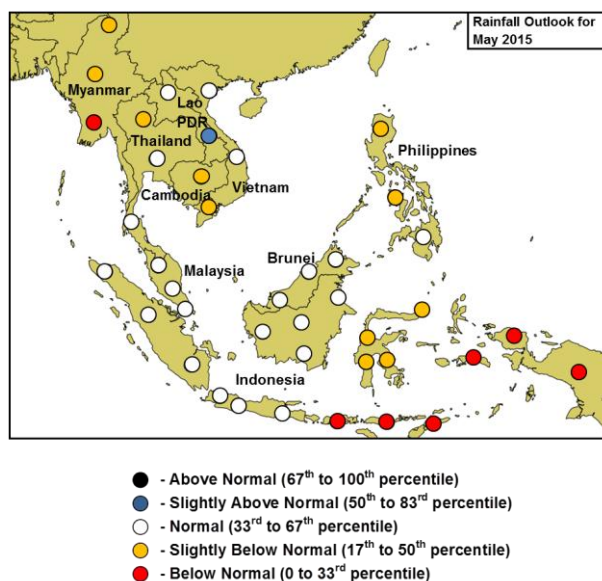 Rainfall Outlook for
May 2015
Myanmar
Lao
PDR
Thailand
Philippines
Cambodia
Vietnam
Malaysia
Brunei
Indonesia
- Above Normal (67th to 100th percentile)
- Slightly Above Normal (50th to 83rd percentile)
- Normal (33rd to 67th percentile)
- Slightly Below Normal (17th to 50th percentile)
- Below Normal (0 to 33rd percentile)